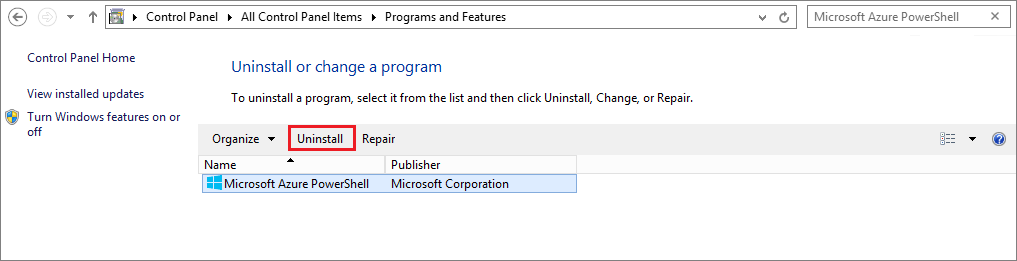 Control Panel All Control Panel Items Programs and Features Microsoft Azure PowerShell
Control Panel Home
Uninstall or change a program
View installed updates
To uninstall a program, select it from the list and then click Uninstall, Change, or Repair.
Turn Windows features on or
off
Organize Uninstall Repair
Name Publisher
Microsoft Azure PowerShell Microsoft Corporation